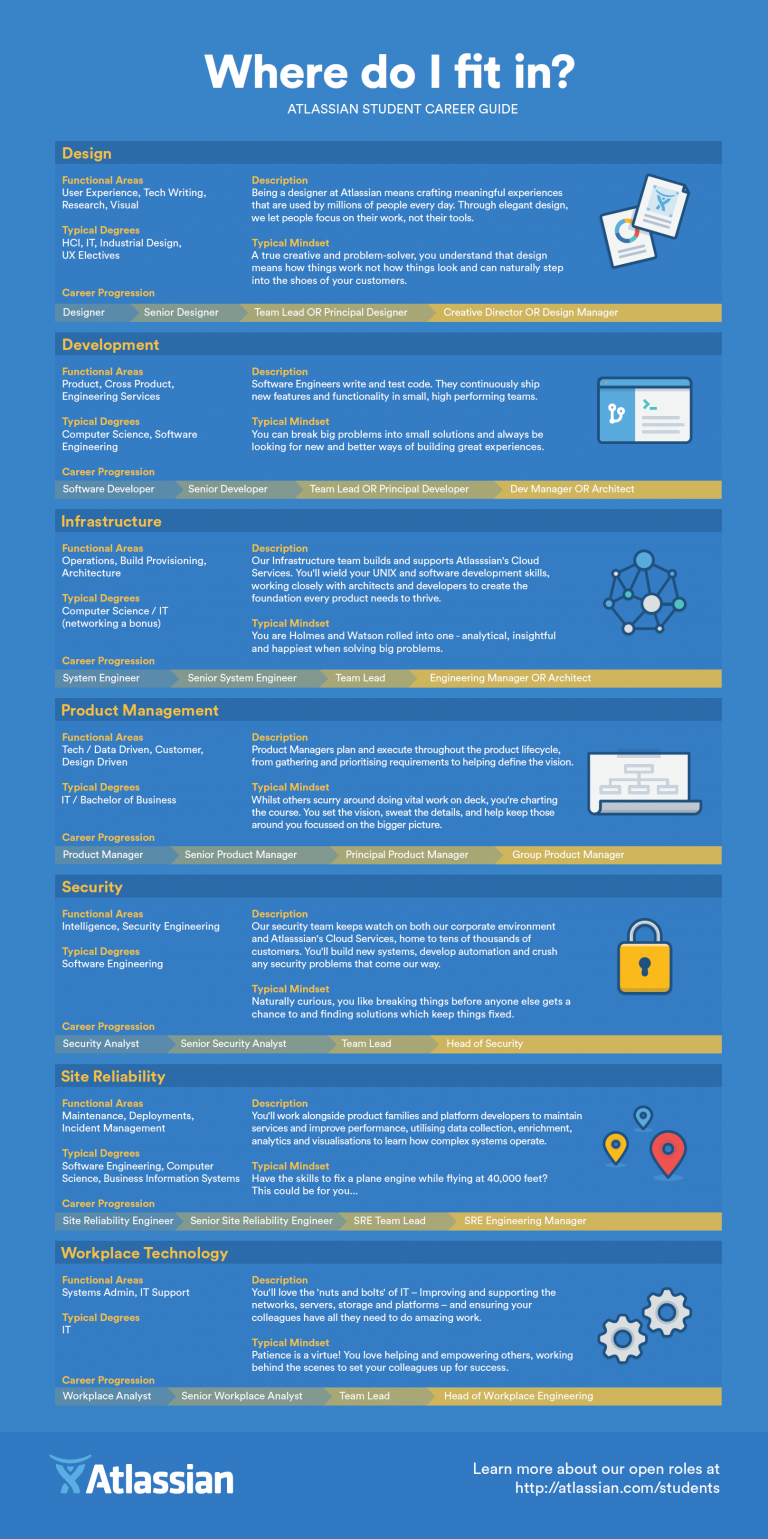 Where do I fit in?
ATLASSIAN STUDENT CAREER GUIDE
Design
Functional Areas
User Experience, Tech Writing,
Research, Visual
Typical Degrees
HCI, IT, Industrial Design,
UX Electives
Description
Being a designer at Atlassian means crafting meaningful experiences
that are used by millions of people every day. Through elegant design,
we let people focus on their work, not their tools.
Typical Mindset
A true creative and problem-solver, you understand that design
means how things work not how things look and can naturally step
into the shoes of your customers.
Career Progression
Designer
Senior Designer
Team Lead OR Principal Designer
Creative Director OR Design Manager
Development
Functional Areas
Product, Cross Product,
Engineering Services
Typical Degrees
Computer Science, Software
Engineering
Description
Software Engineers write and test code. They continuously ship
new features and functionality in small, high performing teams.
Typical Mindset
You can break big problems into small solutions and always be
looking for new and better ways of building great experiences.
Career Progression
Software Developer
Senior Developer
Team Lead OR Principal Developer
Dev Manager OR Architect
Infrastructure
Functional Areas
Operations, Build Provisioning,
Architecture
Typical Degrees
Computer Science / IT
(networking a bonus)
Description
Our Infrastructure team builds and supports Atlasssian's Cloud
Services. You'll wield your UNIX and software development skills,
working closely with architects and developers to create the
foundation every product needs to thrive.
Typical Mindset
You are Holmes and Watson rolled into one - analytical, insightful
and happiest when solving big problems.
Career Progression
System Engineer
Senior System Engineer
Team Lead
Engineering Manager OR Architect
Product Management
Functional Areas
Tech / Data Driven, Customer,
Design Driven
Typical Degrees
IT / Bachelor of Business
Description
Product Managers plan and execute throughout the product lifecycle,
from gathering and prioritising requirements to helping define the vision.
Typical Mindset
Whilst others scurry around doing vital work on deck, you're charting
the course. You set the vision, sweat the details, and help keep those
around you focussed on the bigger picture.
Career Progression
Product Manager
Senior Product Manager
Principal Product Manager
Group Product Manager
Security
Functional Areas
Intelligence, Security Engineering
Typical Degrees
Software Engineering
Description
Our security team keeps watch on both our corporate environment
and Atlasssian's Cloud Services, home to tens of thousands of
customers. You'll build new systems, develop automation and crush
any security problems that come our way.
Typical Mindset
Naturally curious, you like breaking things before anyone else gets a
chance to and finding solutions which keep things fixed.
Career Progression
Security Analyst
Senior Security Analyst
Team Lead
Head of Security
Site Reliability
Functional Areas
Maintenance, Deployments,
Incident Management
Typical Degrees
Software Engineering, Computer
Science, Business Information Systems
Description
You'll work alongside product families and platform developers to maintain
services and improve performance, utilising data collection, enrichment,
analytics and visualisations to learn how complex systems operate.
Typical Mindset
Have the skills to fix a plane engine while flying at 40,000 feet?
This could be for you...
Career Progression
Site Reliability Engineer
Senior Site Reliability Engineer
SRE Team Lead
SRE Engineering Manager
Workplace Technology
Functional Areas
Systems Admin, IT Support
Typical Degrees
IT
Description
You'll love the 'nuts and bolts' of IT – Improving and supporting the
networks, servers, storage and platforms – and ensuring your
colleagues have all they need to do amazing work.
Typical Mindset
Patience is a virtue! You love helping and empowering others, working
behind the scenes to set your colleagues up for success.
Career Progression
Workplace Analyst
Senior Workplace Analyst
Team Lead
Head of Workplace Engineering
Atlassian
Learn more about our open roles at
http://atlassian.com/students